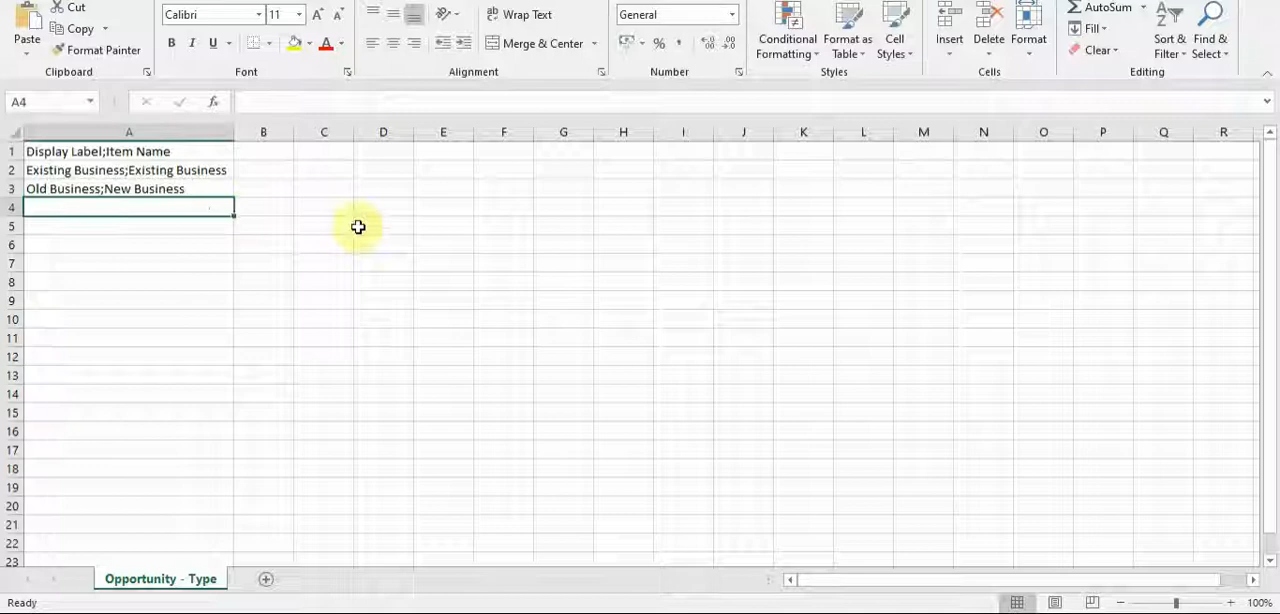 Cut
Copy
Paste
Format Painter
Clipboard
Calibri
11
A
A
B
I
U
A
Font
ab
Wrap Text
Merge & Center
Alignment
General
%
,
Number
Conditional
Formatting
Format as
Table
Cell
Styles
Styles
Insert
Delete
Format
Cells
AutoSum
Fill
Clear
Sort &
Filter
Find &
Select
Editing
A4
fx
A B C D E F G H I J K L M N O P Q R
1 Display Label;Item Name
2 Existing Business;Existing Business
3 Old Business;New Business
4
5
6
7
8
9
10
11
12
13
14
15
16
17
18
19
20
21
22
23
Opportunity - Type
Ready
100%